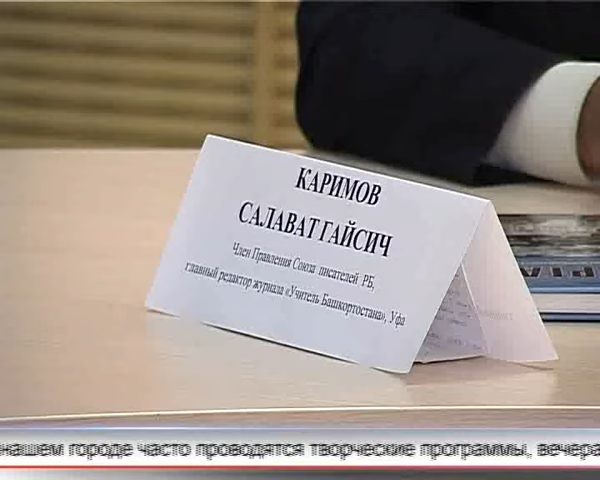 КАРИМОВ
САЛАВАТ ГАЙСИЧ
Член Правления Союза писателей РБ,
главный редактор журнала «Учитель Башкортостана», Уфа
нашем городе часто проводятся творческие программы, вечера